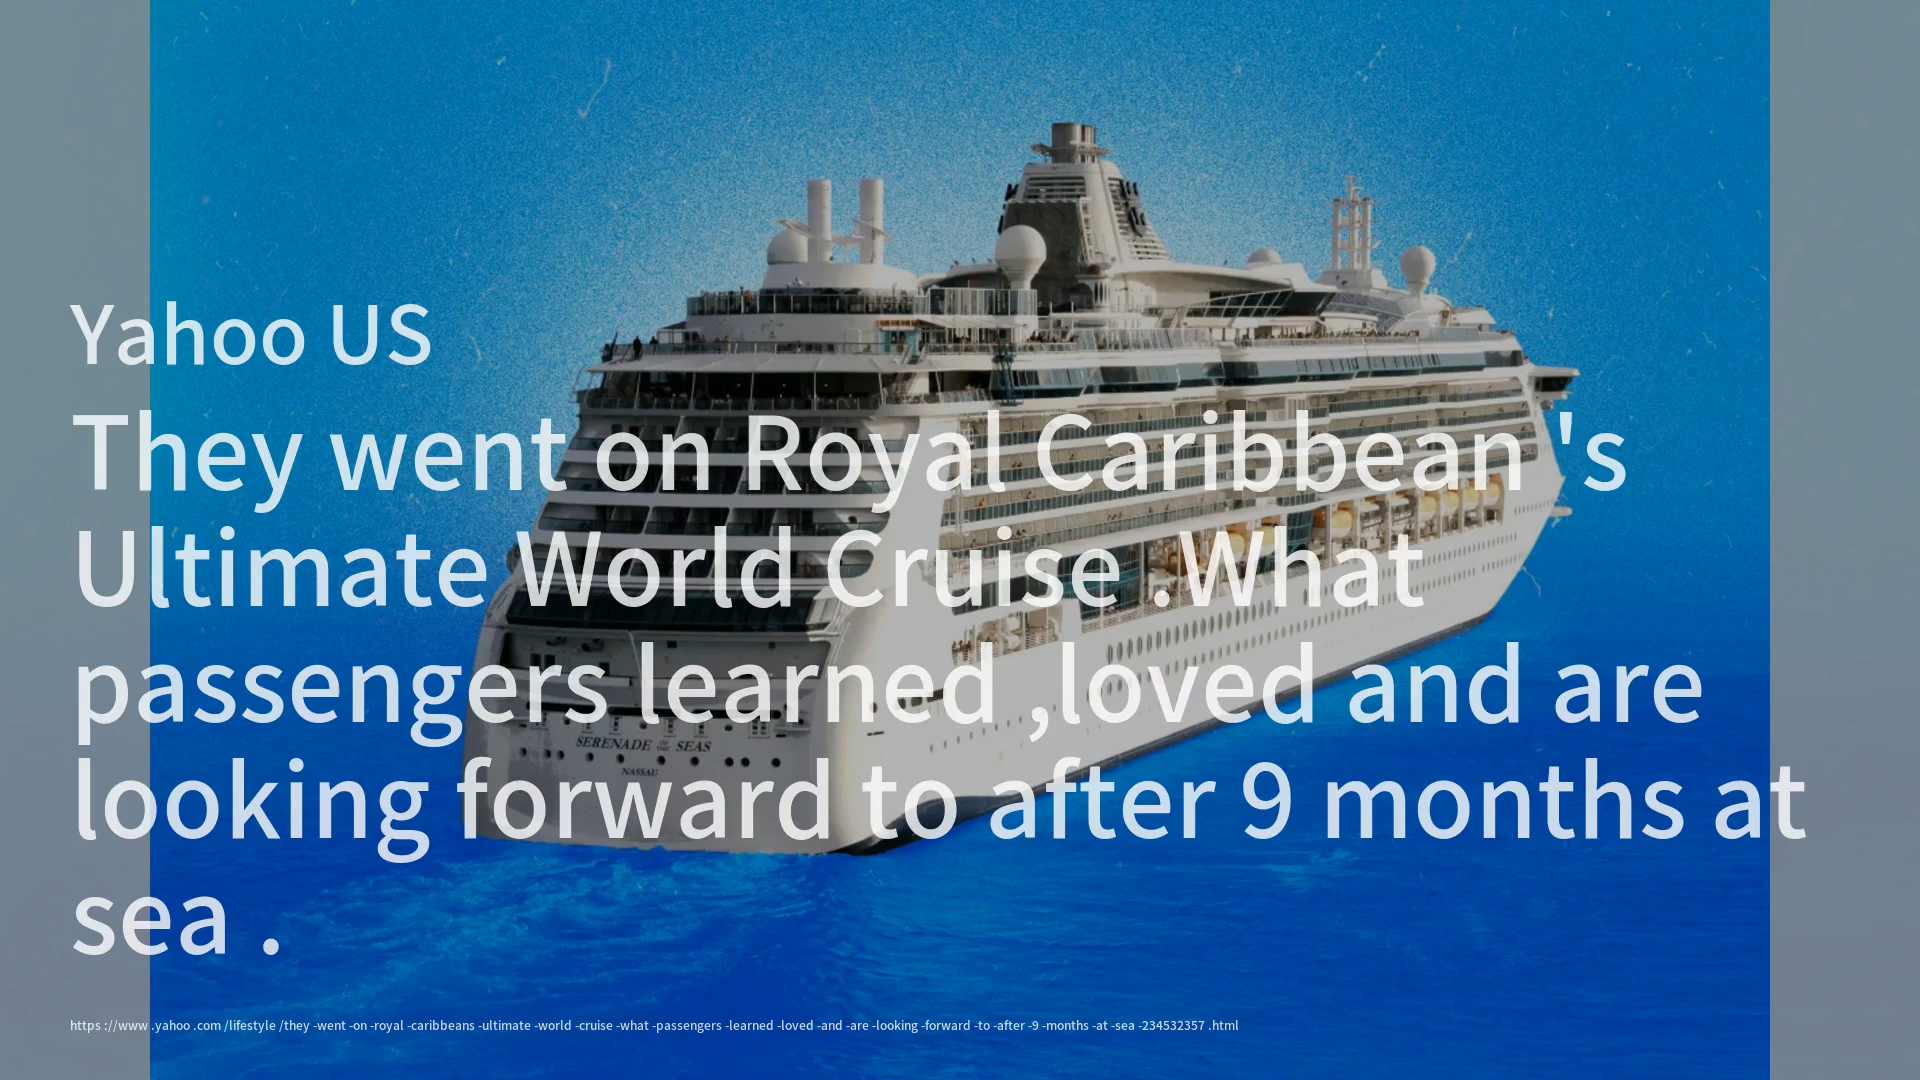 Yahoo US
They went on Royal Caribbean 's
Ultimate World Cruise .What
passengers learned ,loved and are
looking forward to after 9 months at
sea .
SERENADE OF THE SEAS
NASSAU
https ://www .yahoo .com /lifestyle /they -went -on -royal -caribbeans -ultimate -world -cruise -what -passengers -learned -loved -and -are -looking -forward -to -after -9 -months -at -sea -234532357 .html